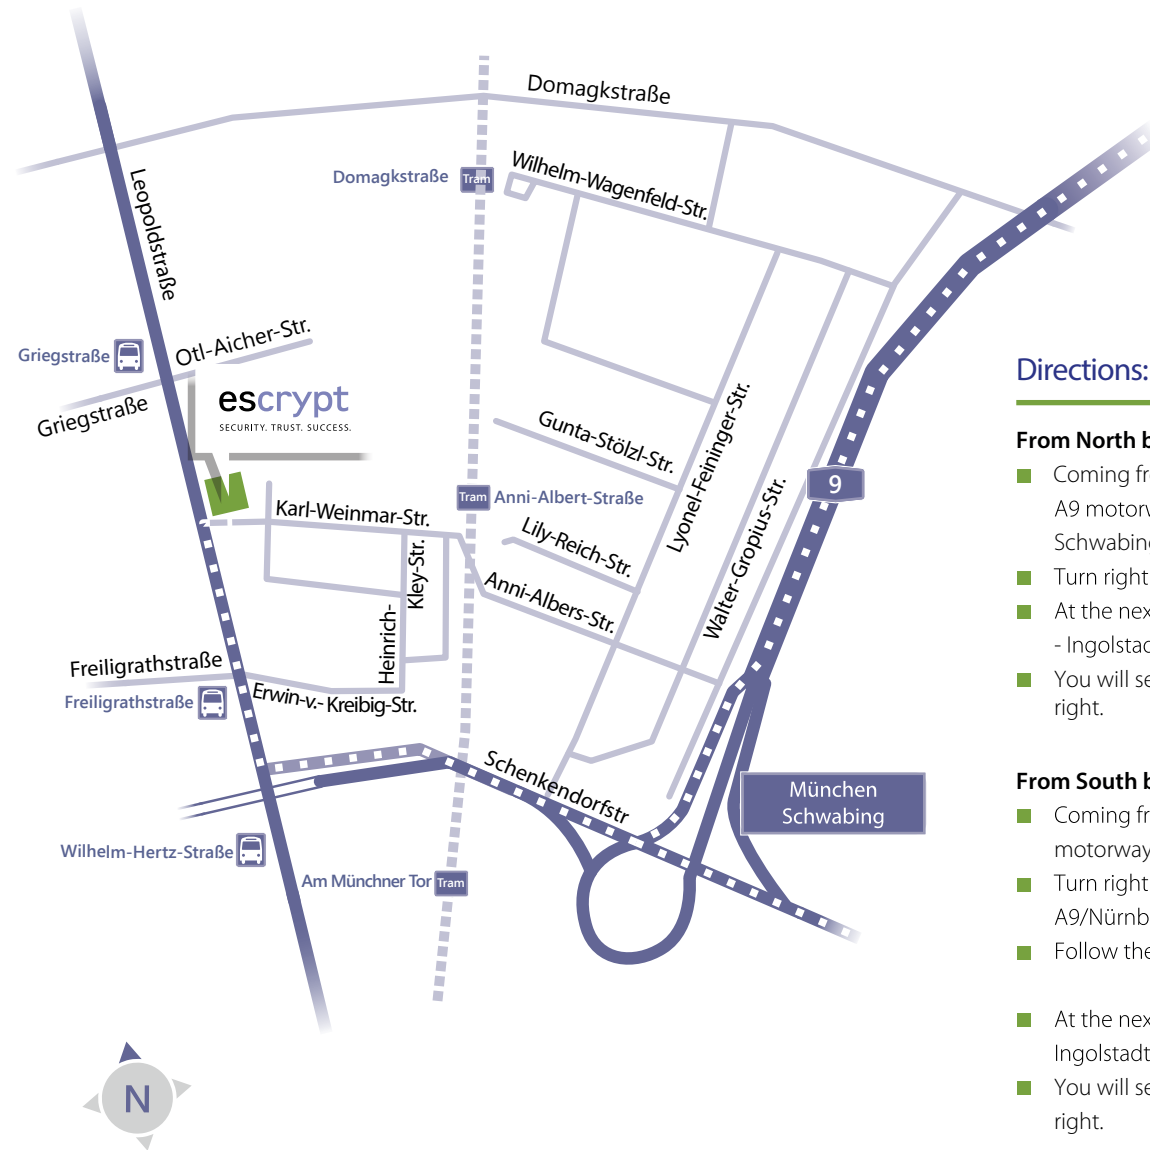 Domagkstraße
Domagkstraße
Tram
Wilhelm-Wagenfeld-Str.
Leopoldstraße
Griegstraße
Otl-Aicher-Str.
Griegstraße
escrypt
SECURITY. TRUST. SUCCESS.
Gunta-Stölzl-Str.
Lyonel-Feininger-Str.
Walter-Gropius-Str.
9
Tram
Anni-Albert-Straße
Karl-Weinmar-Str.
Lily-Reich-Str.
Heinrich-
Kley-Str.
Anni-Albers-Str.
Freiligrathstraße
Freiligrathstraße
Erwin-v.- Kreibig-Str.
Schenkendorfstr
München
Schwabing
Wilhelm-Hertz-Straße
Am Münchner Tor
Tram
N
Directions:
From North b
Coming fr
A9 motorw
Schwabing
Turn right
At the nex
- Ingolstad
You will se
right.
From South b
Coming fr
motorway
Turn right
A9/Nürnb
Follow the
At the nex
Ingolstadt
You will se
right.